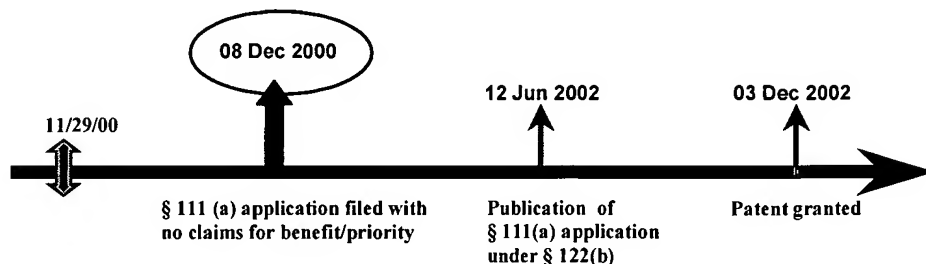 08 Dec 2000
12 Jun 2002
03 Dec 2002
11/29/00
§ 111 (a) application filed with
no claims for benefit/priority
Publication of
§ 111(a) application
under § 122(b)
Patent granted